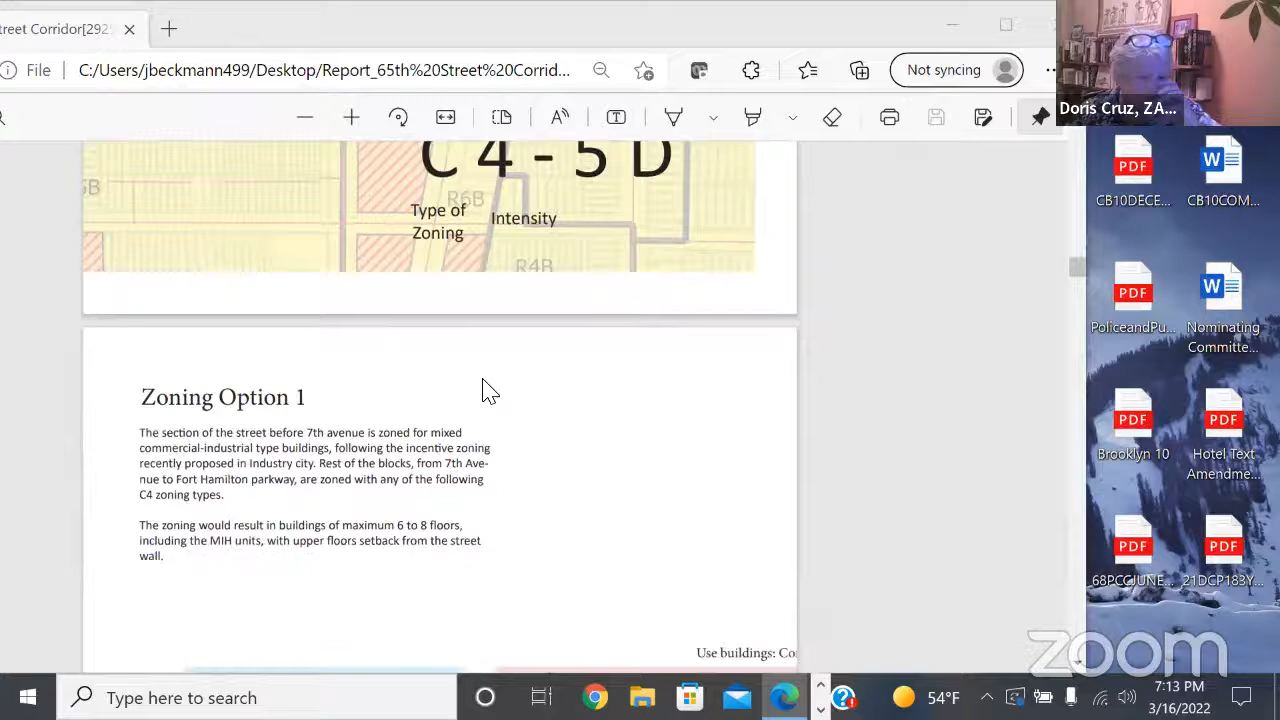 treet Corridor[292
File
C:/Users/jbeckmann499/Desktop/Report_65th%20Street%20Corrid...
Not syncing
Doris Cruz, ZA...
C 4 - 5 D
R6B
Type of
Zoning
Intensity
R4B
Zoning Option 1
The section of the street before 7th avenue is zoned for mixed
commercial-industrial type buildings, following the incentive zoning
recently proposed in Industry city. Rest of the blocks, from 7th Ave-
nue to Fort Hamilton parkway, are zoned with any of the following
C4 zoning types.
The zoning would result in buildings of maximum 6 to 8 floors,
including the MIH units, with upper floors setback from the street
wall.
Use buildings: Co
PDF
CB10DECE...
W
CB10COM...
PDF
PoliceandPu...
W
Nominating
Committe...
PDF
Brooklyn 10
PDF
Hotel Text
Amendme...
PDF
68PCCJUNE...
PDF
21DCP183Y...
zoom
Type here to search
54°F
7:13 PM
3/16/2022